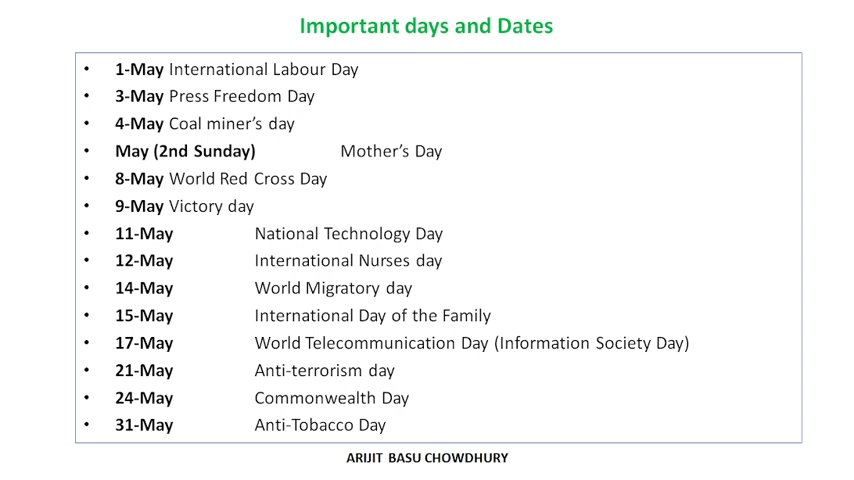 Important days and Dates
• 1-May International Labour Day
• 3-May Press Freedom Day
• 4-May Coal miner's day
• May (2nd Sunday) Mother's Day
• 8-May World Red Cross Day
• 9-May Victory day
• 11-May National Technology Day
• 12-May International Nurses day
• 14-May World Migratory day
• 15-May International Day of the Family
• 17-May World Telecommunication Day (Information Society Day)
• 21-May Anti-terrorism day
• 24-May Commonwealth Day
• 31-May Anti-Tobacco Day
ARIJIT BASU CHOWDHURY